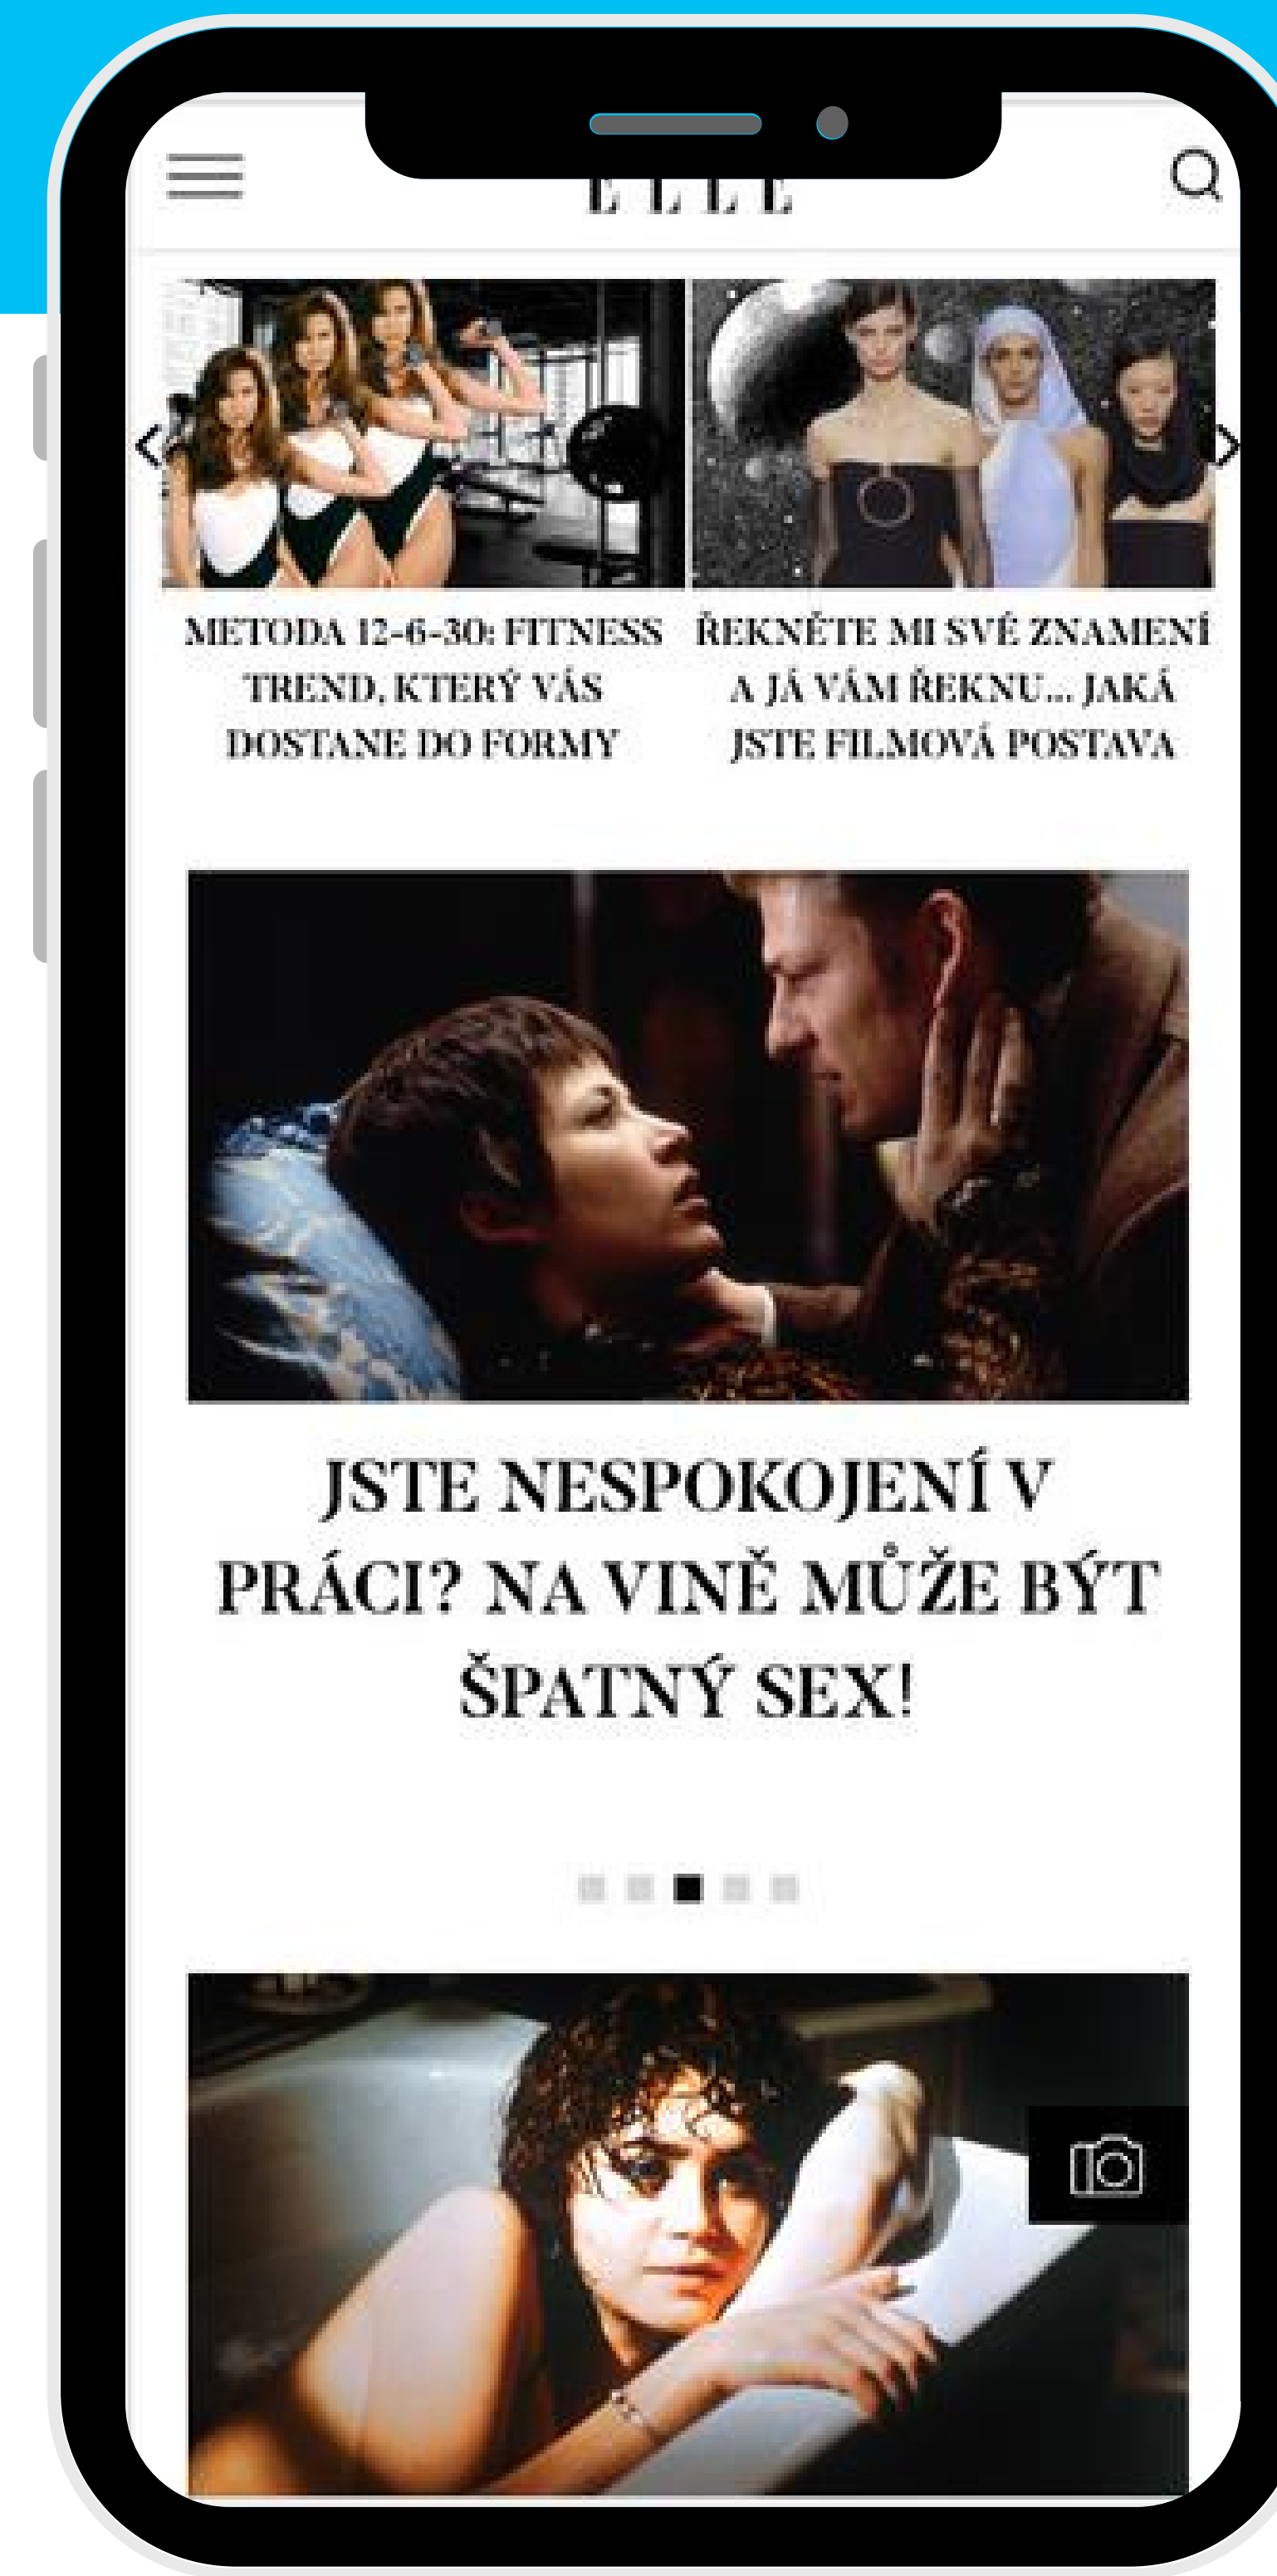 ELLE
METODA 12-6-30: FITNESS
TREND, KTERÝ VÁS
DOSTANE DO FORMY
ŘEKNĚTE MI SVÉ ZNAMENÍ
A JÁ VÁM ŘEKNU... JAKÁ
JSTE FILMOVÁ POSTAVA
JSTE NESPOKOJENÍ V
PRÁCI? NA VINĚ MŮŽE BÝT
ŠPATNÝ SEX!